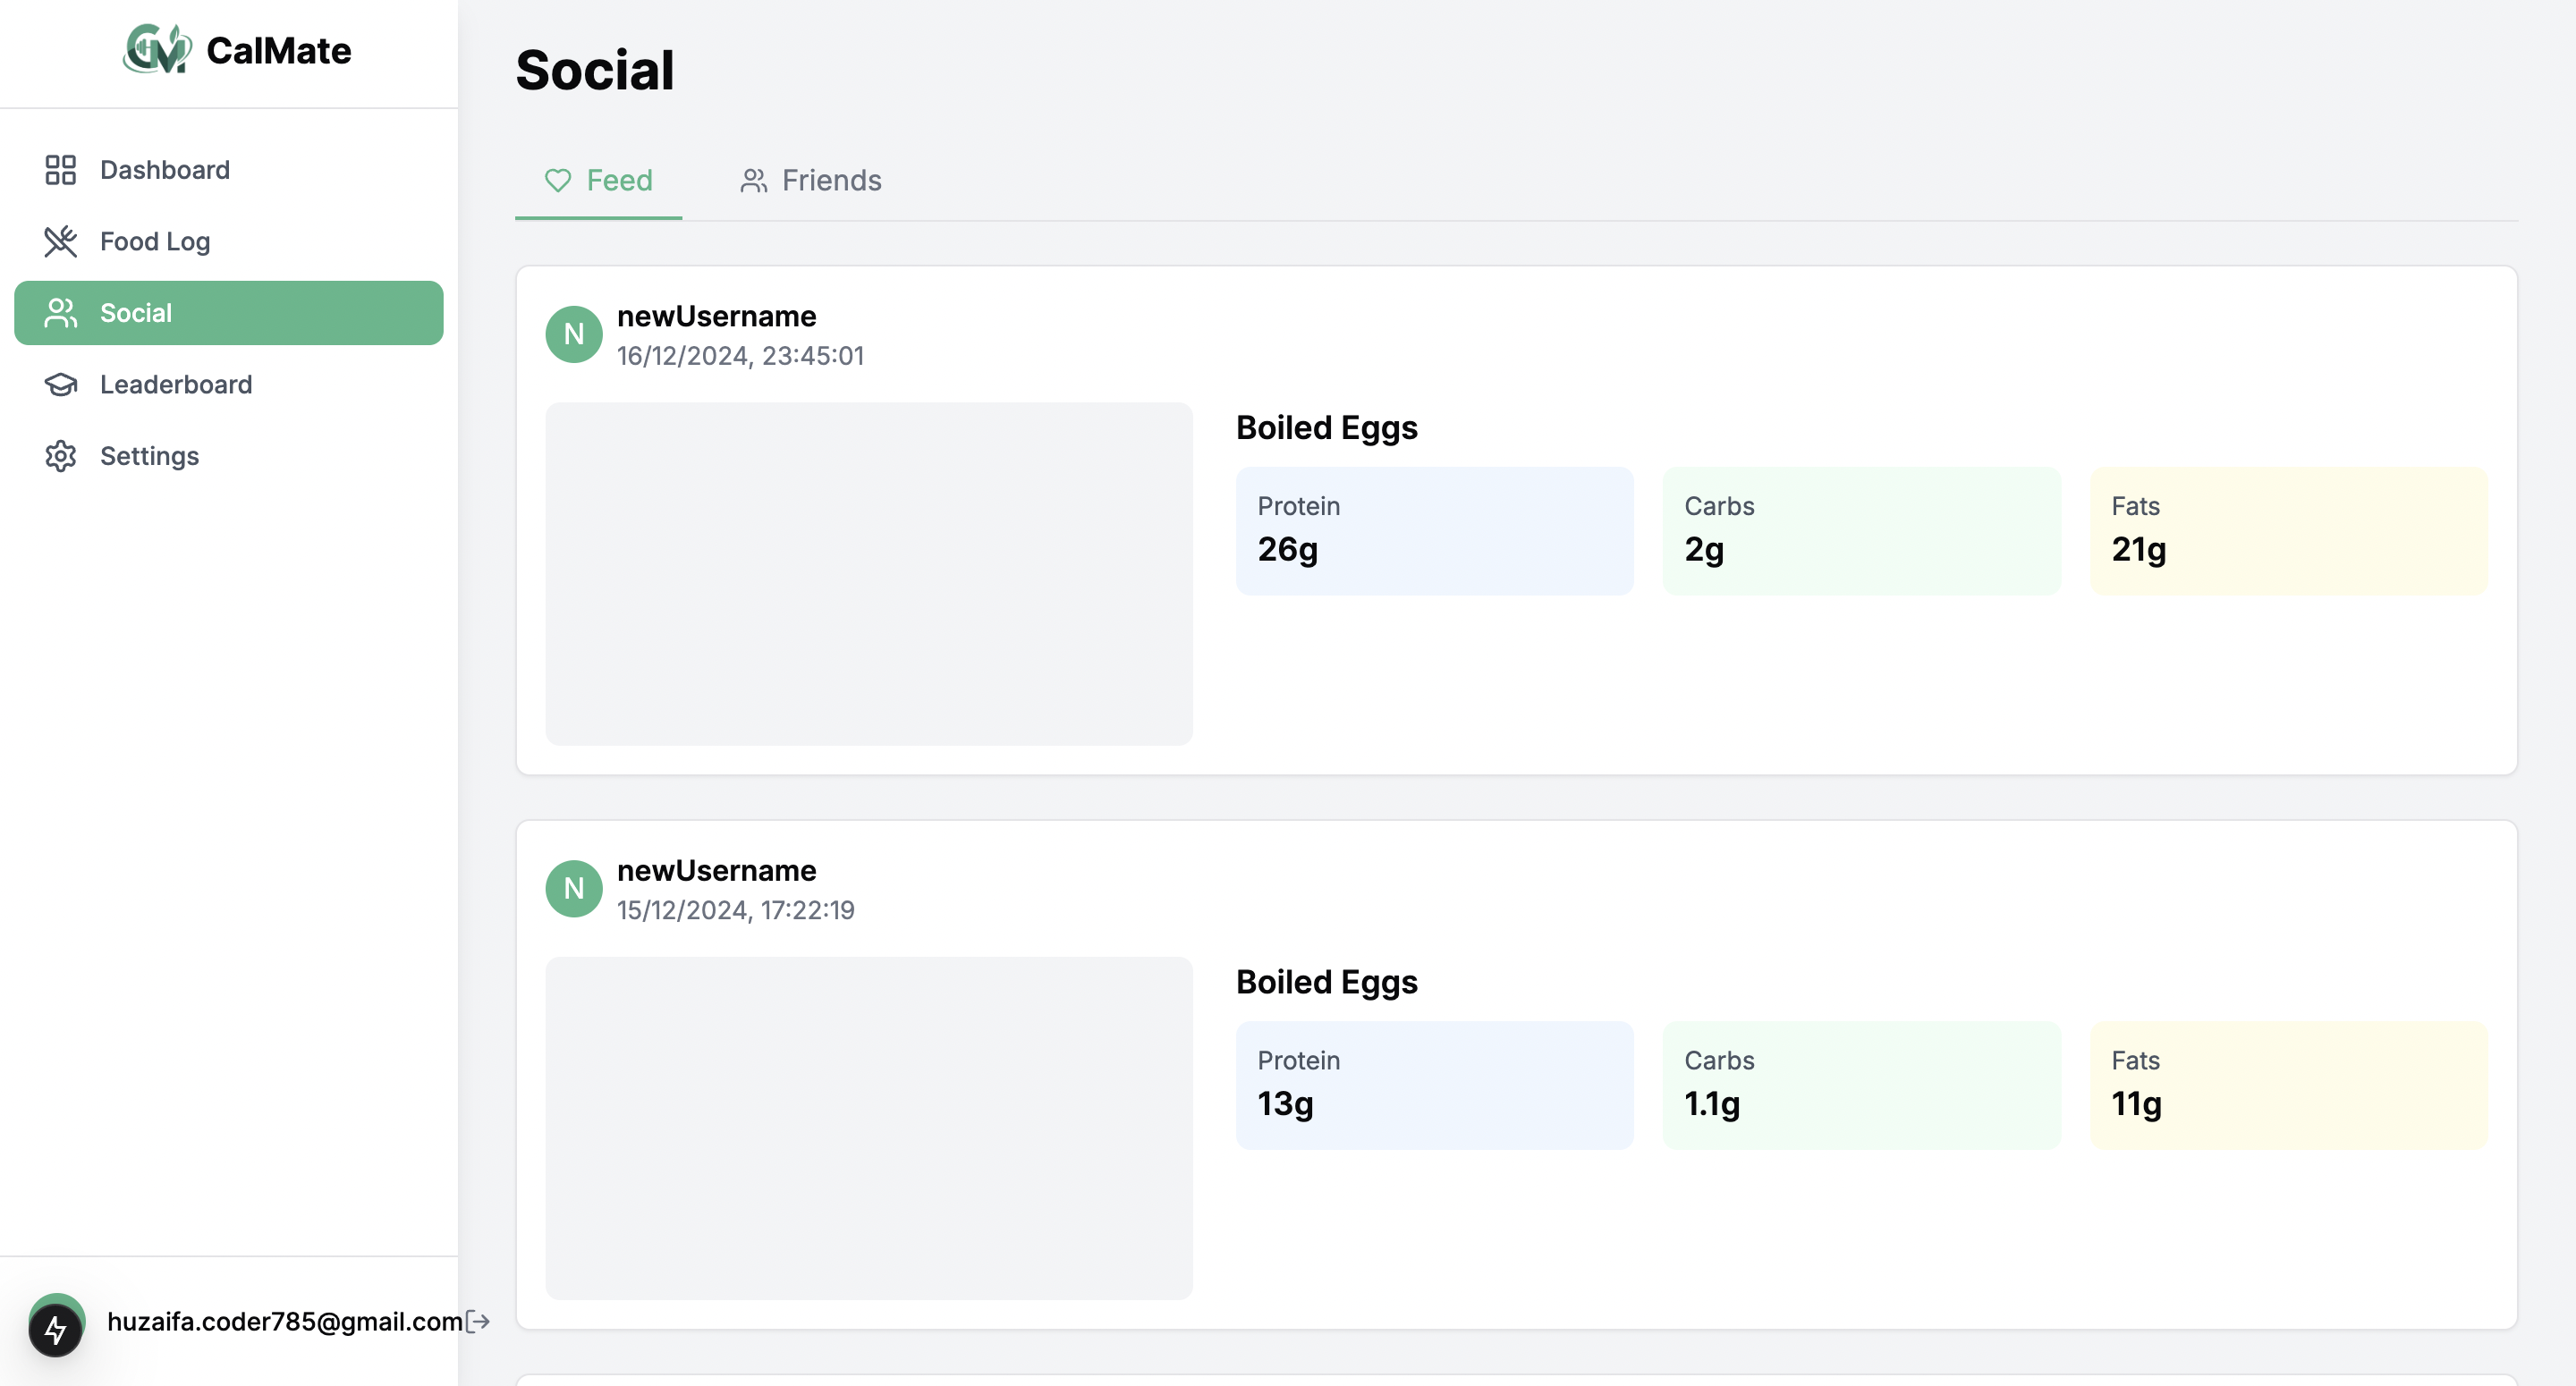 CalMate
Dashboard
Food Log
Social
Leaderboard
Settings
huzaifa.coder785@gmail.com
Social
Feed
Friends
N
newUsername
16/12/2024, 23:45:01
Boiled Eggs
Protein
26g
Carbs
2g
Fats
21g
N
newUsername
15/12/2024, 17:22:19
Boiled Eggs
Protein
13g
Carbs
1.1g
Fats
11g